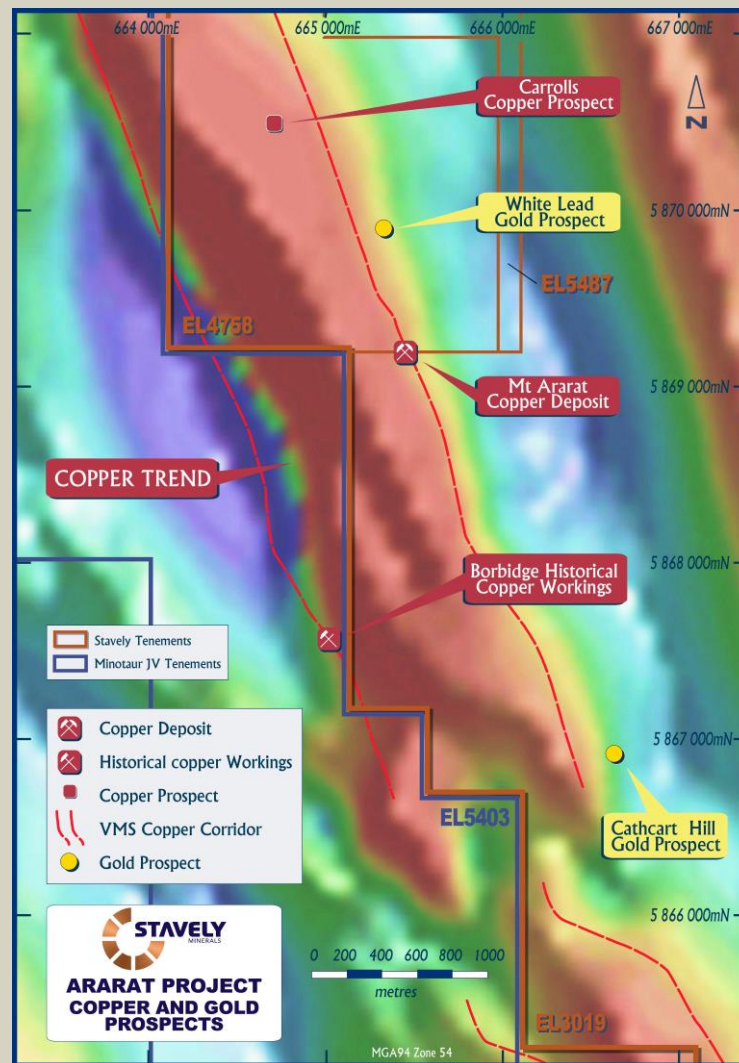 664 000mE
665 000mE
666 000mE
667 000mE
Carrolls
Copper Prospect
N
White Lead
Gold Prospect
5 870 000mN
EL5487
EL4758
5 869 000mN
Mt Ararat
Copper Deposit
COPPER TREND
5 868 000mN
Borbidge Historical
Copper Workings
Stavely Tenements
Minotaur JV Tenements
Copper Deposit
Historical copper Workings
Copper Prospect
VMS Copper Corridor
Gold Prospect
5 867 000mN
EL5403
Cathcart Hill
Gold Prospect
5 866 000mN
STAVELY
MINERALS
ARARAT PROJECT
COPPER AND GOLD
PROSPECTS
0 200 400 600 800 1000
metres
EL3019
MGA94 Zone 54